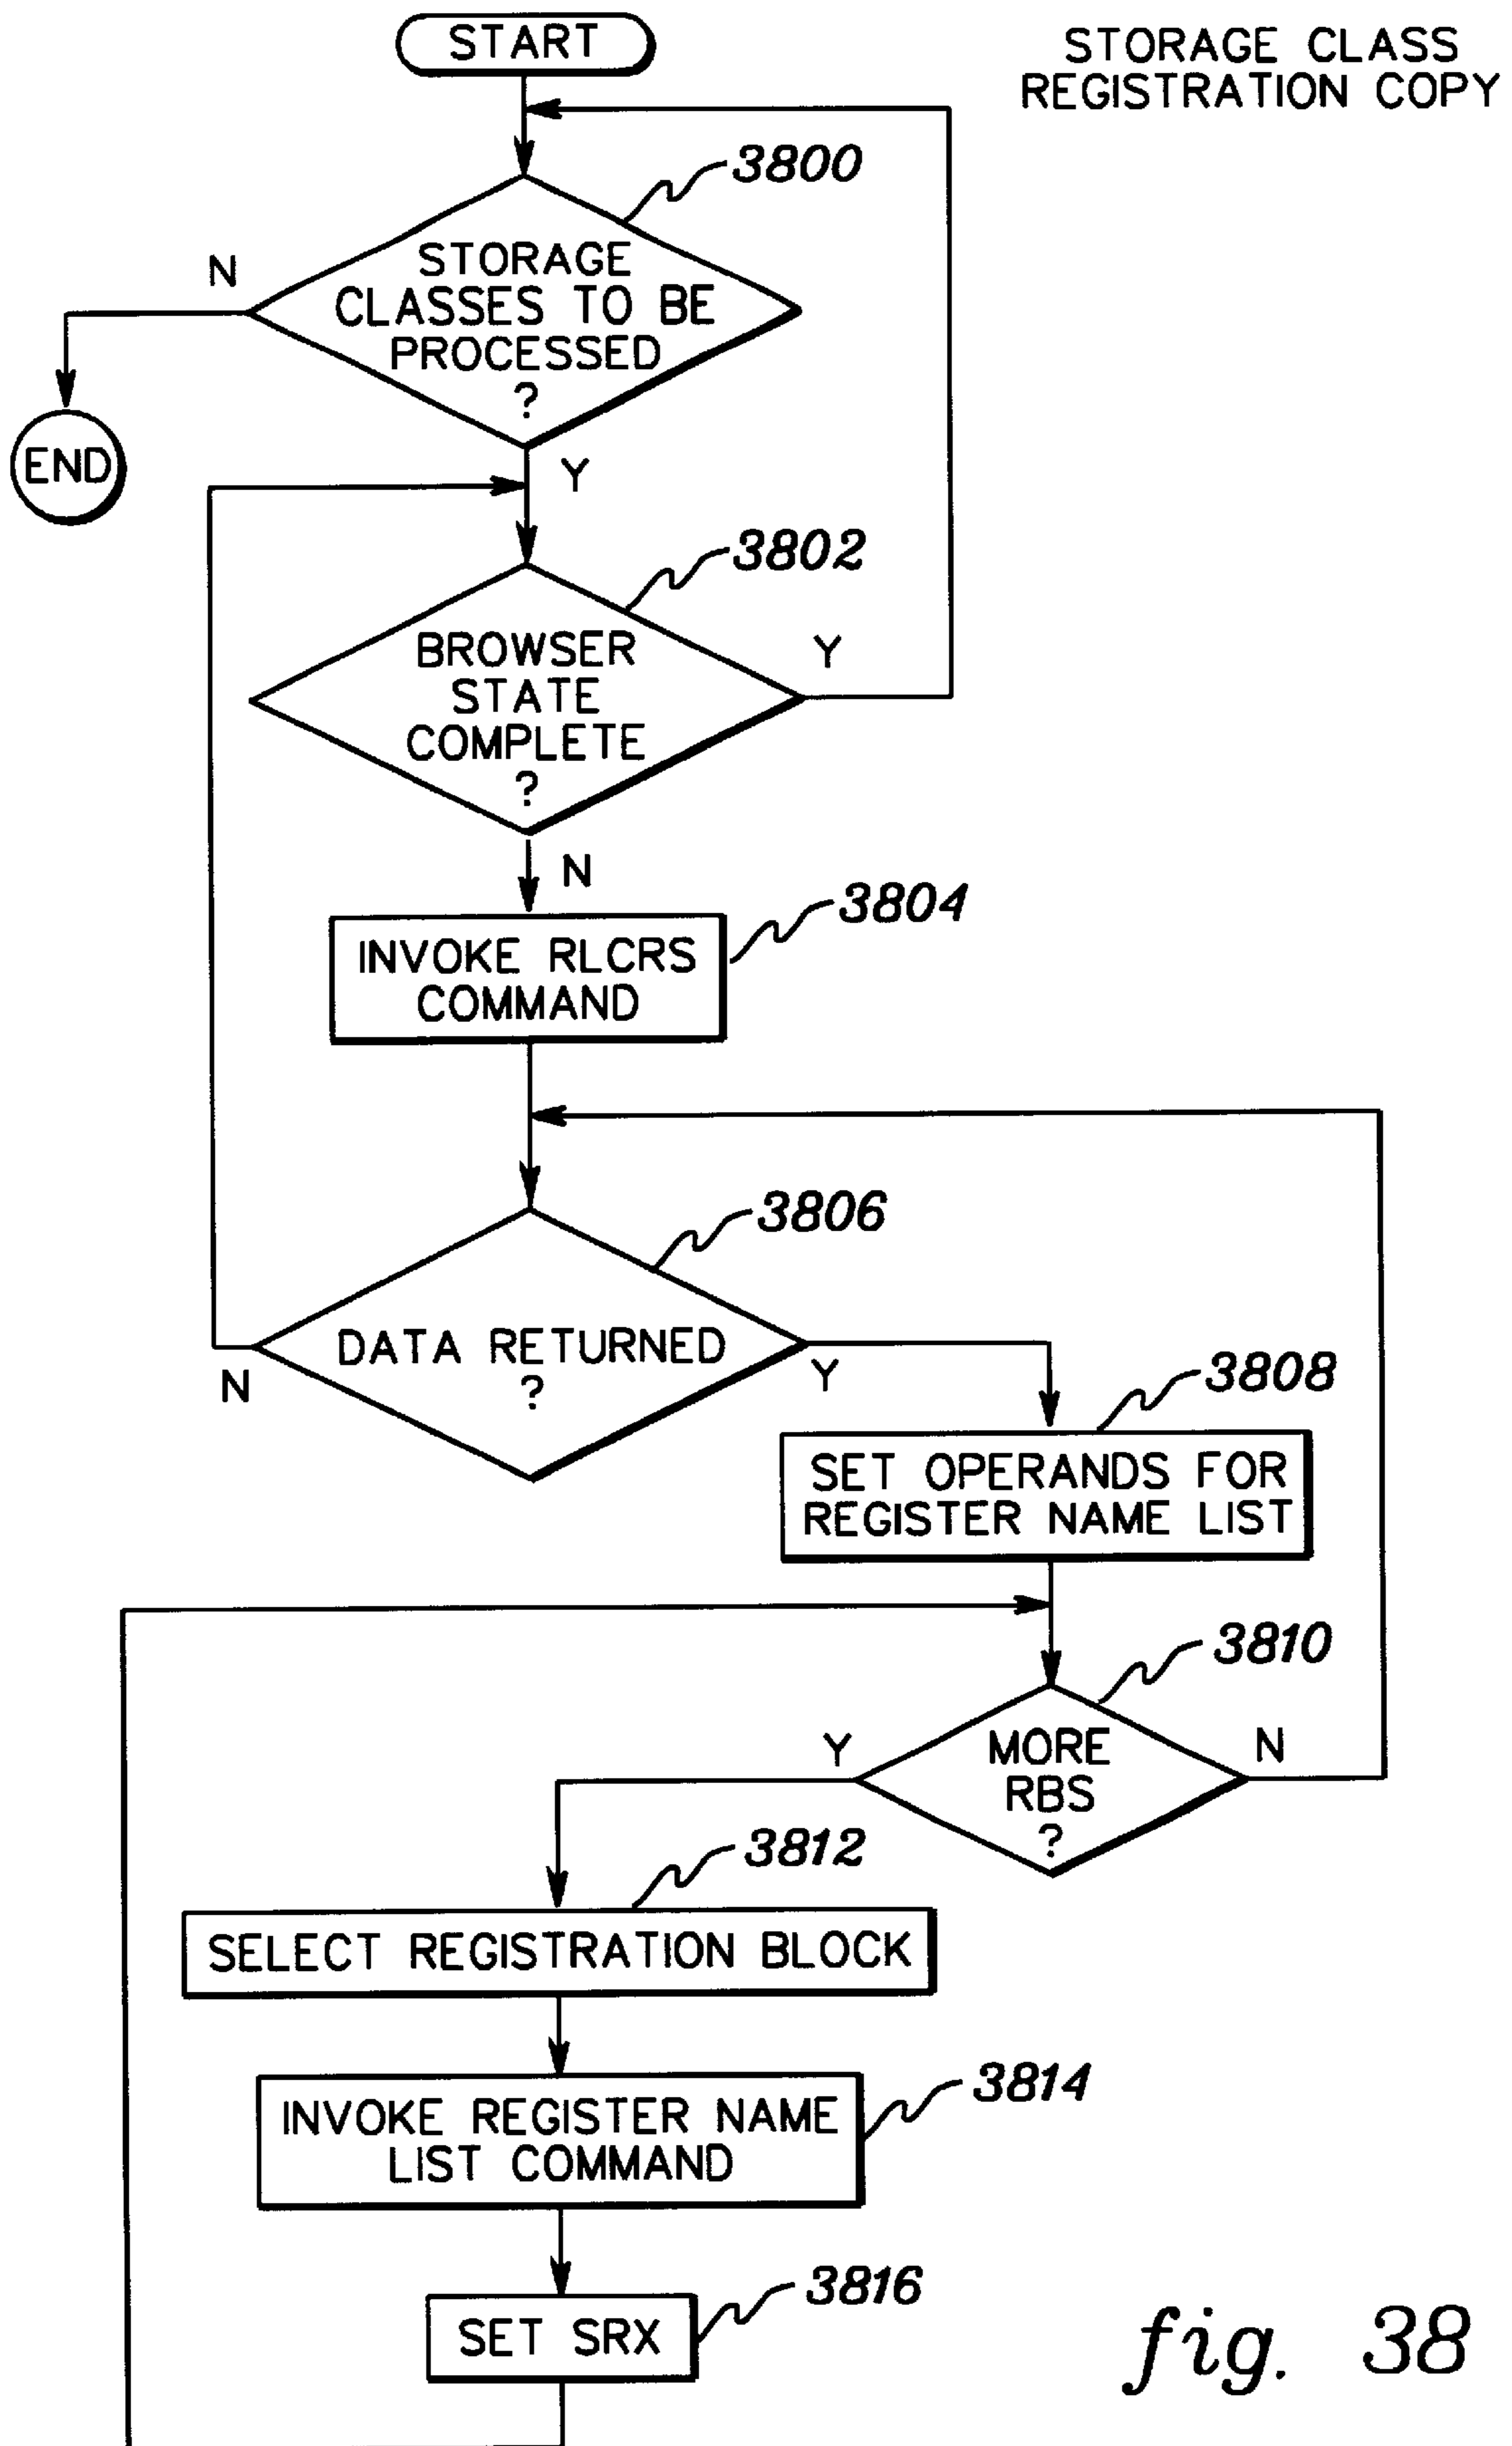 START
STORAGE CLASS
REGISTRATION COPY
3800
N
STORAGE
CLASSES TO BE
PROCESSED
?
END
Y
3802
BROWSER
STATE
COMPLETE
?
Y
N
3804
INVOKE RLCRS
COMMAND
3806
DATA RETURNED
?
N
Y
3808
SET OPERANDS FOR
REGISTER NAME LIST
3810
Y
MORE
RBS
?
N
3812
SELECT REGISTRATION BLOCK
3814
INVOKE REGISTER NAME
LIST COMMAND
3816
SET SRX
fig. 38